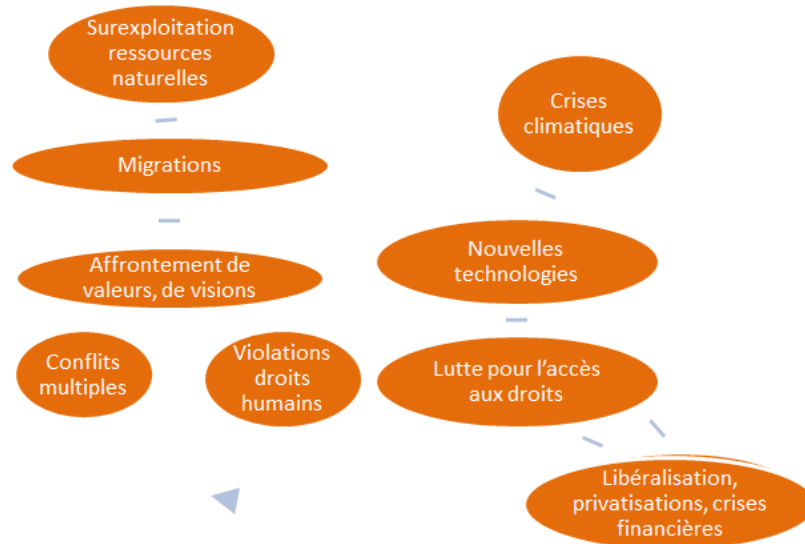 Surexploitation
ressources
naturelles
Migrations
Affrontement de
valeurs, de visions
Conflits
multiples
Violations
droits
humains
Crises
climatiques
Nouvelles
technologies
Lutte pour l’accès
aux droits
Libéralisation,
privatisations, crises
financières